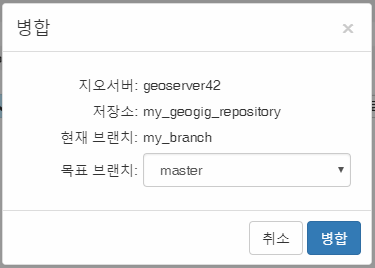 병합 ×
지오서버: geoserver42
저장소: my_geogig_repository
현재 브랜치: my_branch
목표 브랜치: master
취소 병합